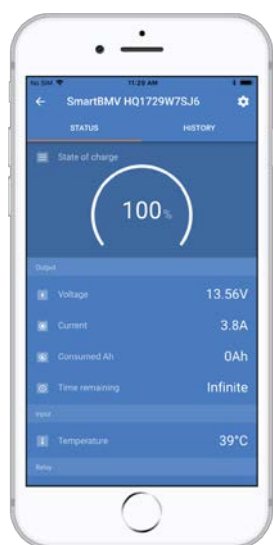 No SIM 11:29 AM
SmartBMV HQ1729W7SJ6
STATUS HISTORY
State of charge
100%
Output
Voltage 13.56V
Current 3.8A
Consumed Ah 0Ah
Time remaining Infinite
Input
Temperature 39°C
Relay